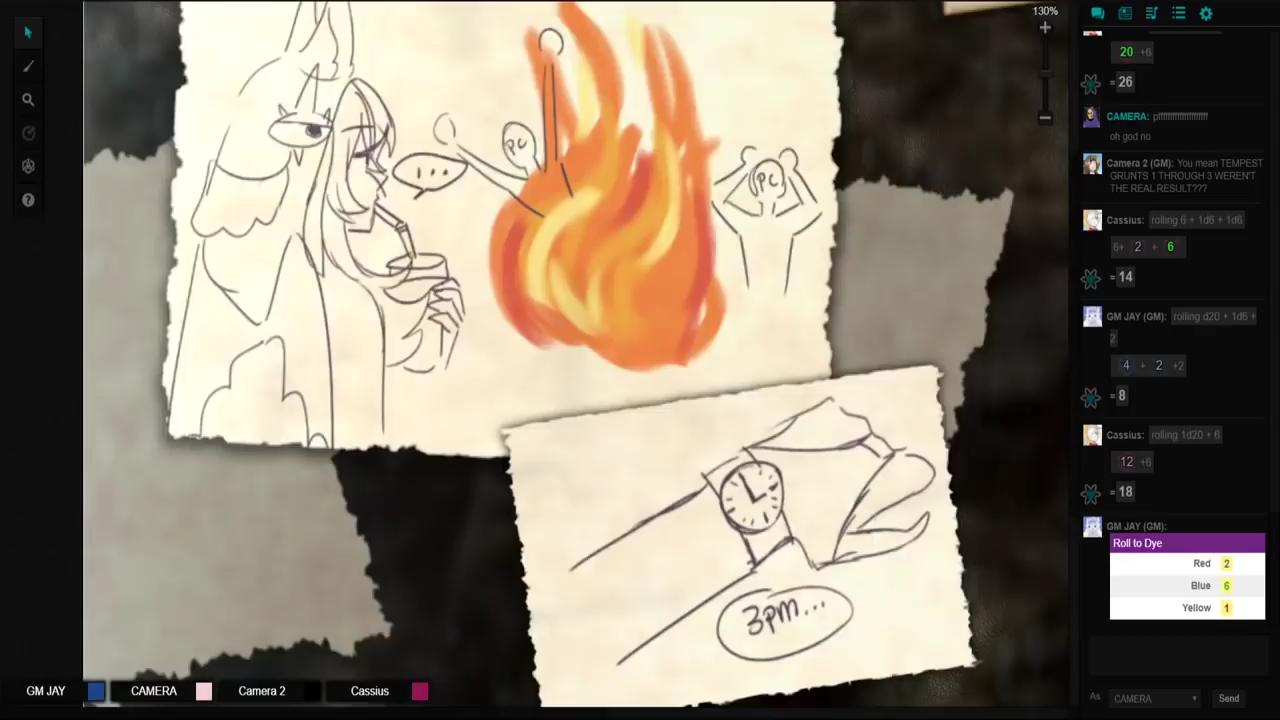 130%
20 +6
= 26
CAMERA: pfffffffffffffffffffff
oh god no
Camera 2 (GM): You mean TEMPEST
GRUNTS 1 THROUGH 3 WEREN'T
THE REAL RESULT???
Cassius: rolling 6 + 1d6 + 1d6
6+ 2 + 6
= 14
GM JAY (GM): rolling d20 + 1d6 +
2
4 + 2 +2
= 8
Cassius: rolling 1d20 + 6
12 +6
= 18
GM JAY (GM):
Roll to Dye
Red 2
Blue 6
Yellow 1
...
PC
PC
3pm...
GM JAY
CAMERA
Camera 2
Cassius
As CAMERA Send